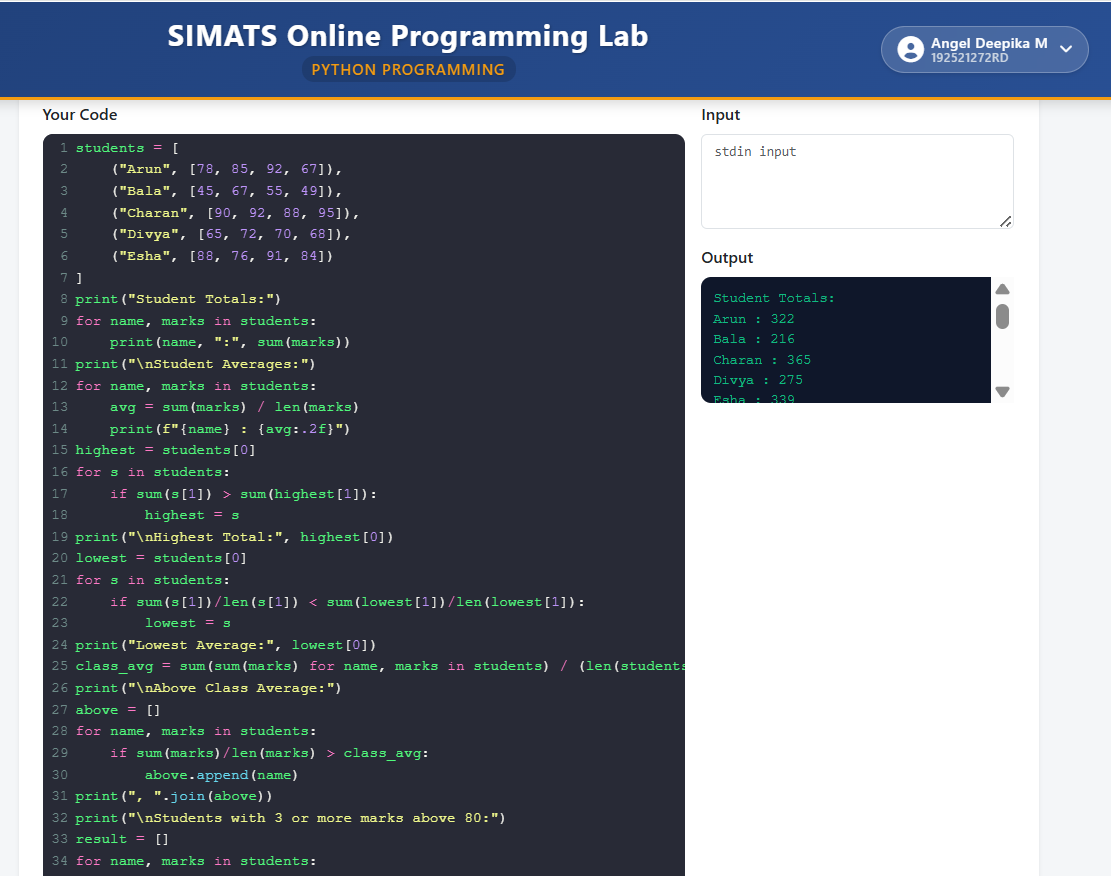 SIMATS Online Programming Lab
PYTHON PROGRAMMING
Angel Deepika M
192521272RD
Your Code
1 students = [
2     ("Arun", [78, 85, 92, 67]),
3     ("Bala", [45, 67, 55, 49]),
4     ("Charan", [90, 92, 88, 95]),
5     ("Divya", [65, 72, 70, 68]),
6     ("Esha", [88, 76, 91, 84])
7 ]
8 print("Student Totals:")
9 for name, marks in students:
10     print(name, ":", sum(marks))
11 print("\nStudent Averages:")
12 for name, marks in students:
13     avg = sum(marks) / len(marks)
14     print(f"{name} : {avg:.2f}")
15 highest = students[0]
16 for s in students:
17     if sum(s[1]) > sum(highest[1]):
18         highest = s
19 print("\nHighest Total:", highest[0])
20 lowest = students[0]
21 for s in students:
22     if sum(s[1])/len(s[1]) < sum(lowest[1])/len(lowest[1]):
23         lowest = s
24 print("Lowest Average:", lowest[0])
25 class_avg = sum(sum(marks) for name, marks in students) / (len(students
26 print("\nAbove Class Average:")
27 above = []
28 for name, marks in students:
29     if sum(marks)/len(marks) > class_avg:
30         above.append(name)
31 print(", ".join(above))
32 print("\nStudents with 3 or more marks above 80:")
33 result = []
34 for name, marks in students:
Input
stdin input
Output
Student Totals:
Arun : 322
Bala : 216
Charan : 365
Divya : 275
Esha : 339